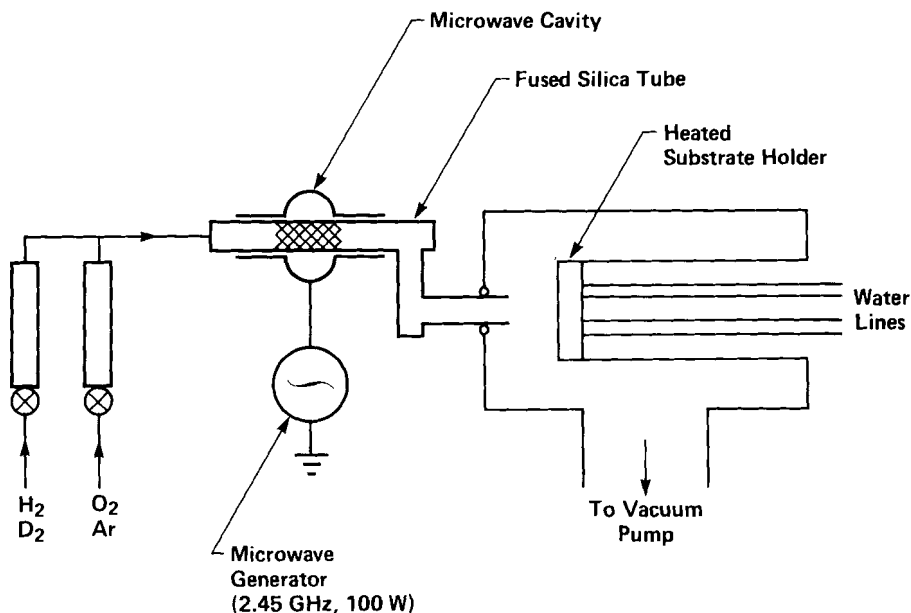 Microwave Cavity
Fused Silica Tube
Heated
Substrate Holder
Water
Lines
H2
D2
O2
Ar
To Vacuum
Pump
Microwave
Generator
(2.45 GHz, 100 W)